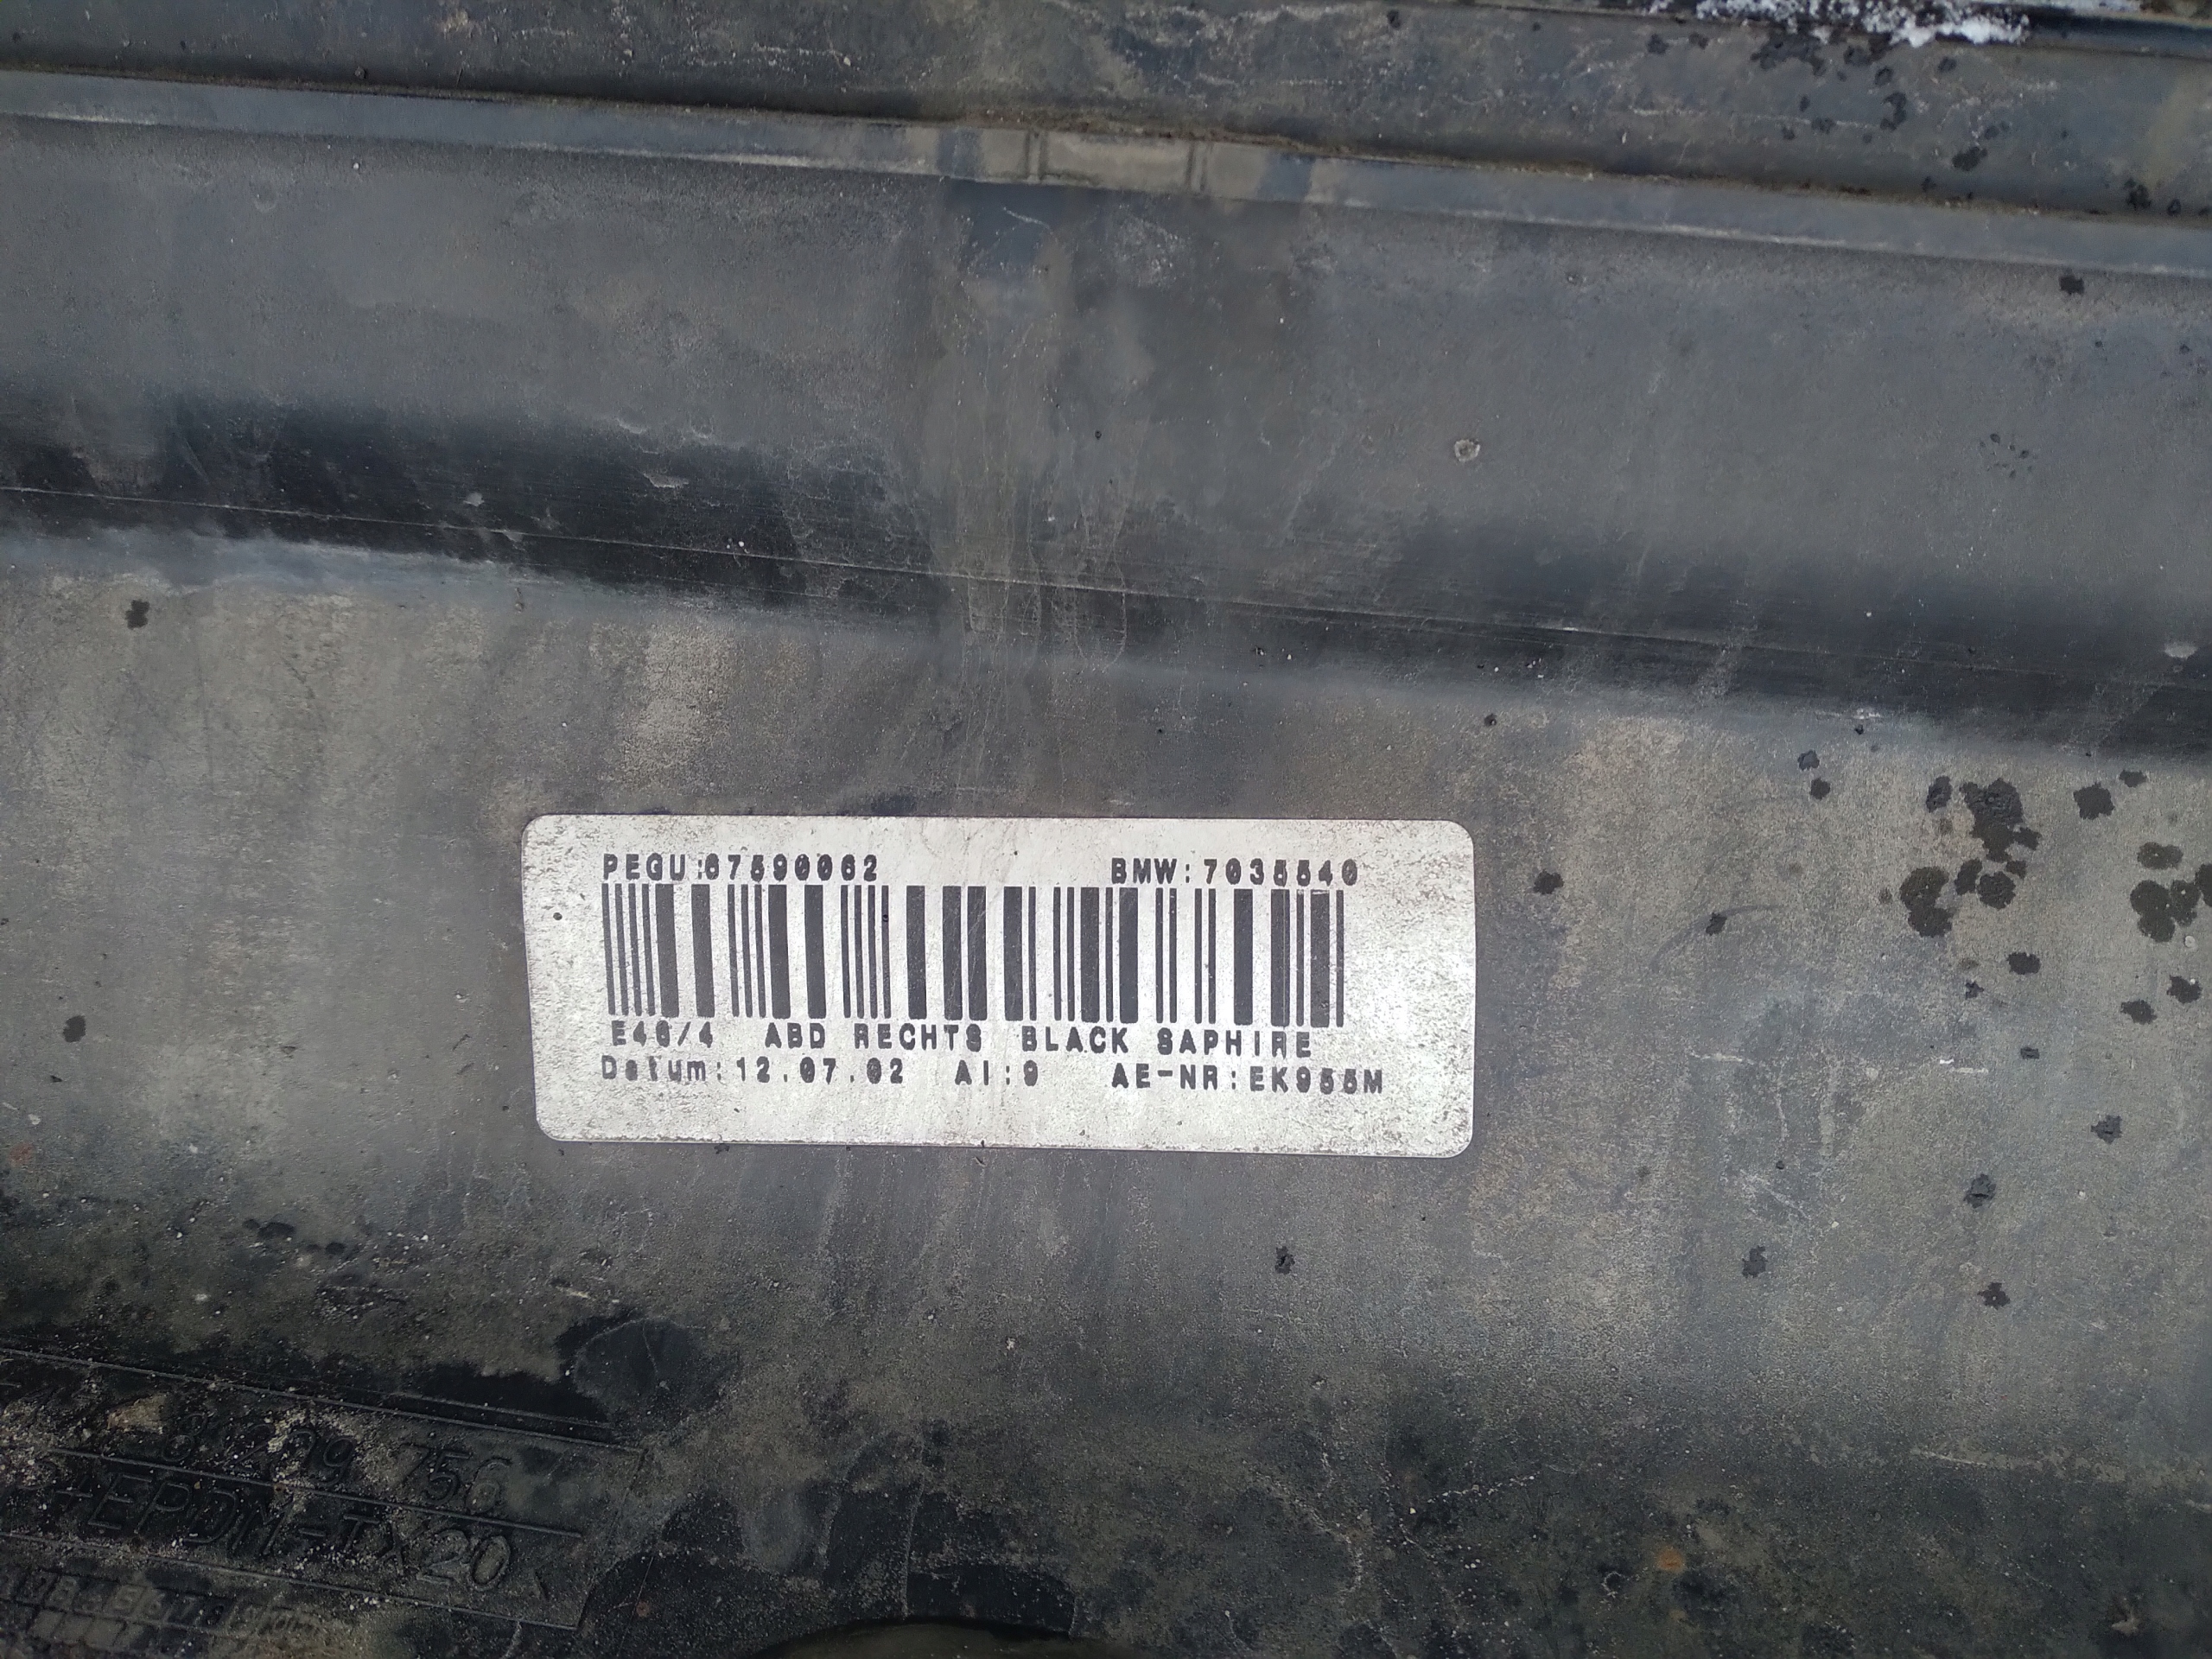 PEGU:67590062 BMW:7035540
E46/4 ABD RECHTS BLACK SAPHIRE
Datum:12.07.02 AI:9 AE-NR:EK955M
756
EPDM-TX20<